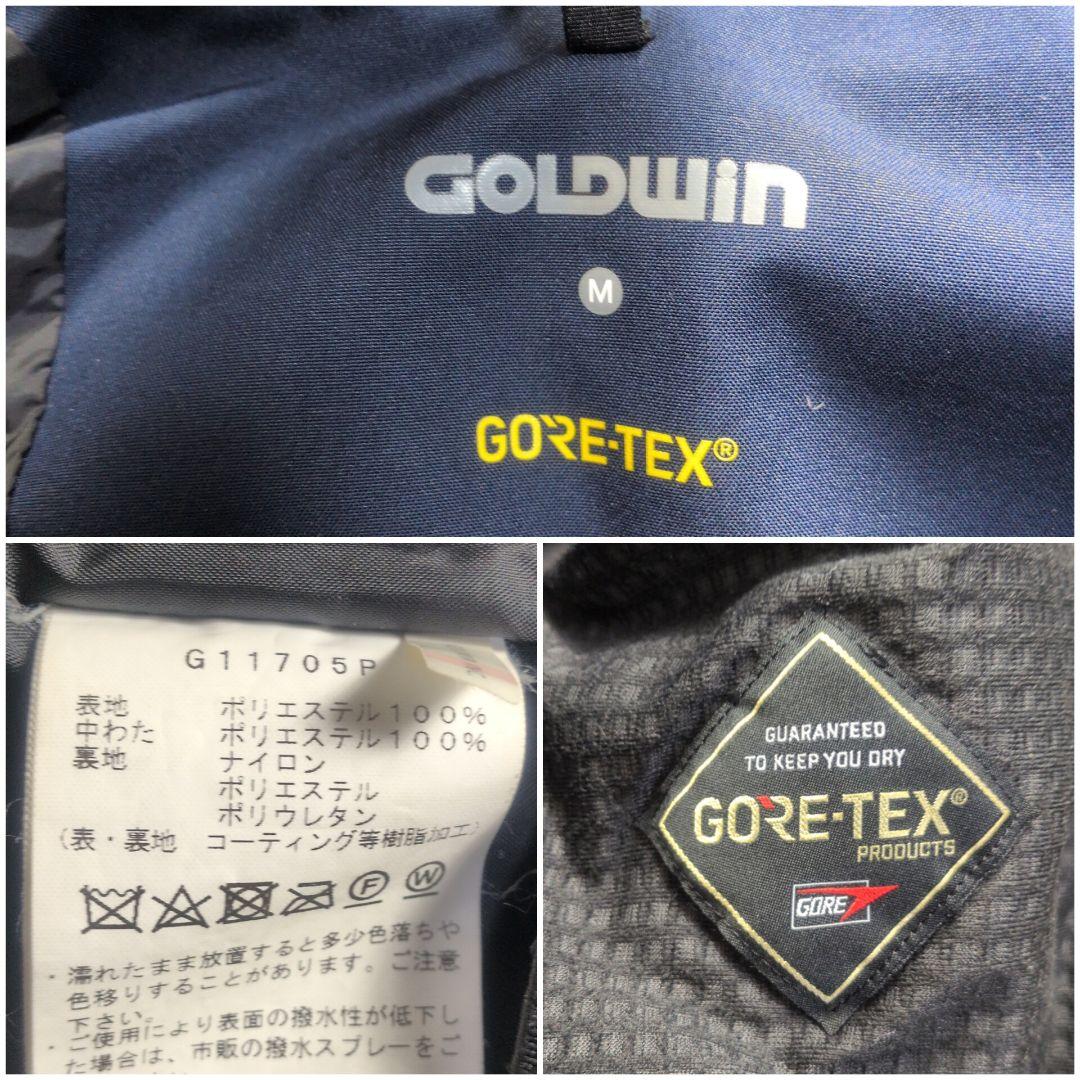 GOLDWIN
M
GORE-TEX®
G11705P
表地 ポリエステル100%
中わた ポリエステル100%
裏地 ナイロン
ポリエステル
ポリウレタン
(表・裏地 コーティング等樹脂加工)
F W
・濡れたまま放置すると多少色落ちや
色移りすることがあります。ご注意
下さい。
・ご使用により表面の撥水性が低下し
た場合は、市販の撥水スプレーをご
GUARANTEED
TO KEEP YOU DRY
GORE-TEX®
PRODUCTS
GORE